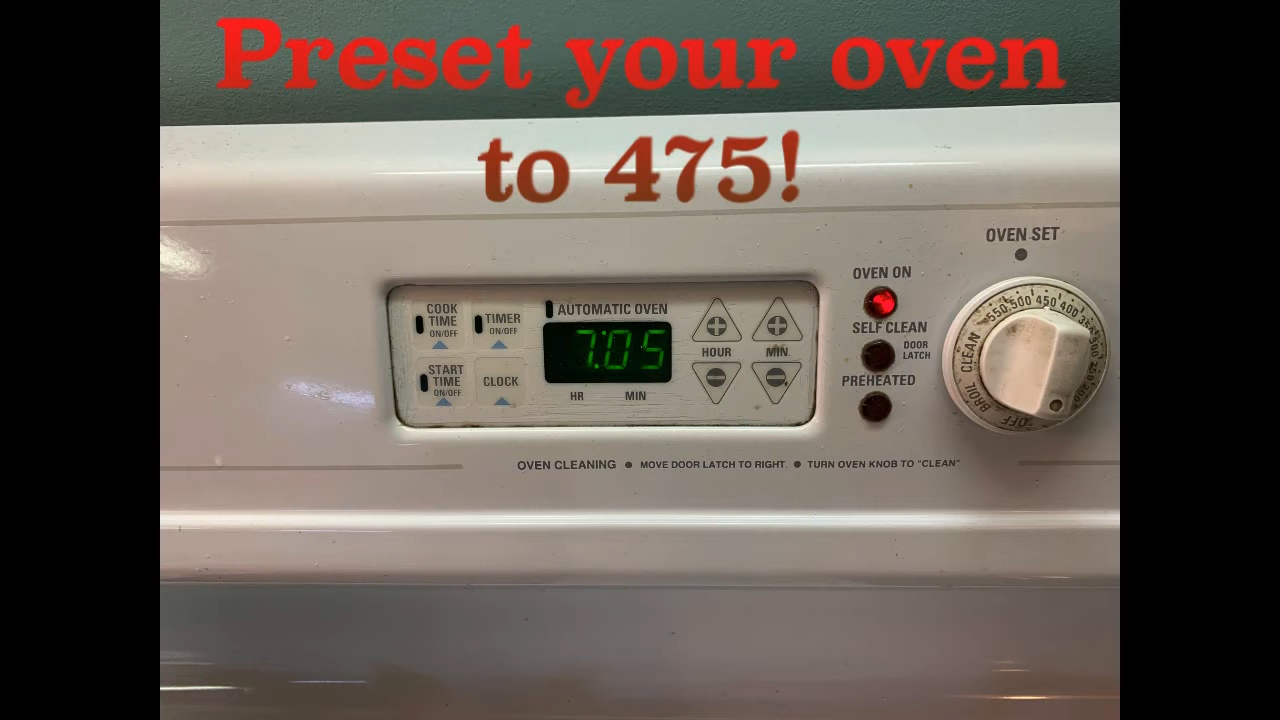 Preset your oven
to 475!
OVEN SET
OVEN ON
SELF CLEAN
DOOR
LATCH
PREHEATED
COOK
TIME
ON/OFF
TIMER
ON/OFF
START
TIME
ON/OFF
CLOCK
AUTOMATIC OVEN
7:05
HR MIN
HOUR
MIN.
550 500 450 400
BROIL CLEAN
OFF
OVEN CLEANING • MOVE DOOR LATCH TO RIGHT. • TURN OVEN KNOB TO "CLEAN"